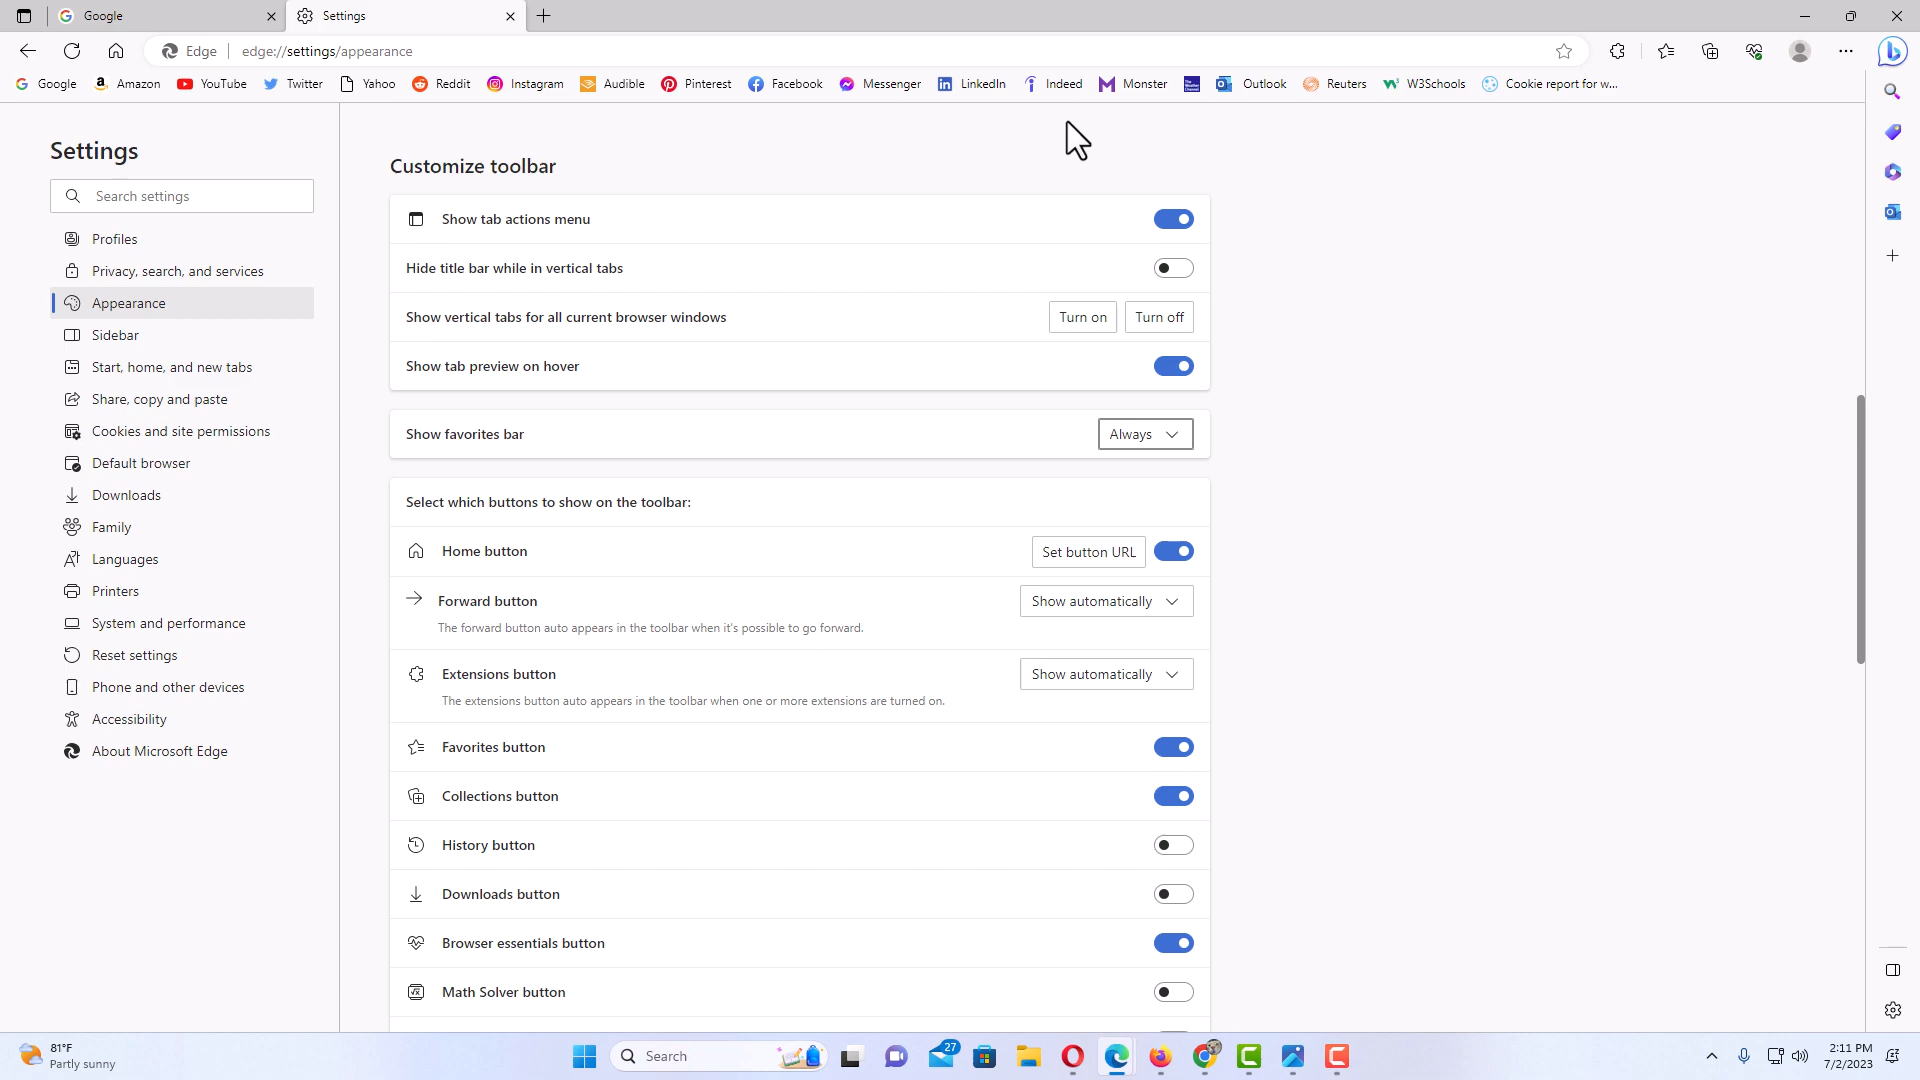 Google
Settings
Edge
edge://settings/appearance
Google
Amazon
YouTube
Twitter
Yahoo
Reddit
Instagram
Audible
Pinterest
Facebook
Messenger
LinkedIn
Indeed
Monster
Outlook
Reuters
W3Schools
Cookie report for w...
Settings
Search settings
Profiles
Privacy, search, and services
Appearance
Sidebar
Start, home, and new tabs
Share, copy and paste
Cookies and site permissions
Default browser
Downloads
Family
Languages
Printers
System and performance
Reset settings
Phone and other devices
Accessibility
About Microsoft Edge
Customize toolbar
Show tab actions menu
Hide title bar while in vertical tabs
Show vertical tabs for all current browser windows
Turn on
Turn off
Show tab preview on hover
Show favorites bar
Always
Select which buttons to show on the toolbar:
Home button
Set button URL
Forward button
Show automatically
The forward button auto appears in the toolbar when it's possible to go forward.
Extensions button
Show automatically
The extensions button auto appears in the toolbar when one or more extensions are turned on.
Favorites button
Collections button
History button
Downloads button
Browser essentials button
Math Solver button
81°F
Partly sunny
Search
27
2:11 PM
7/2/2023